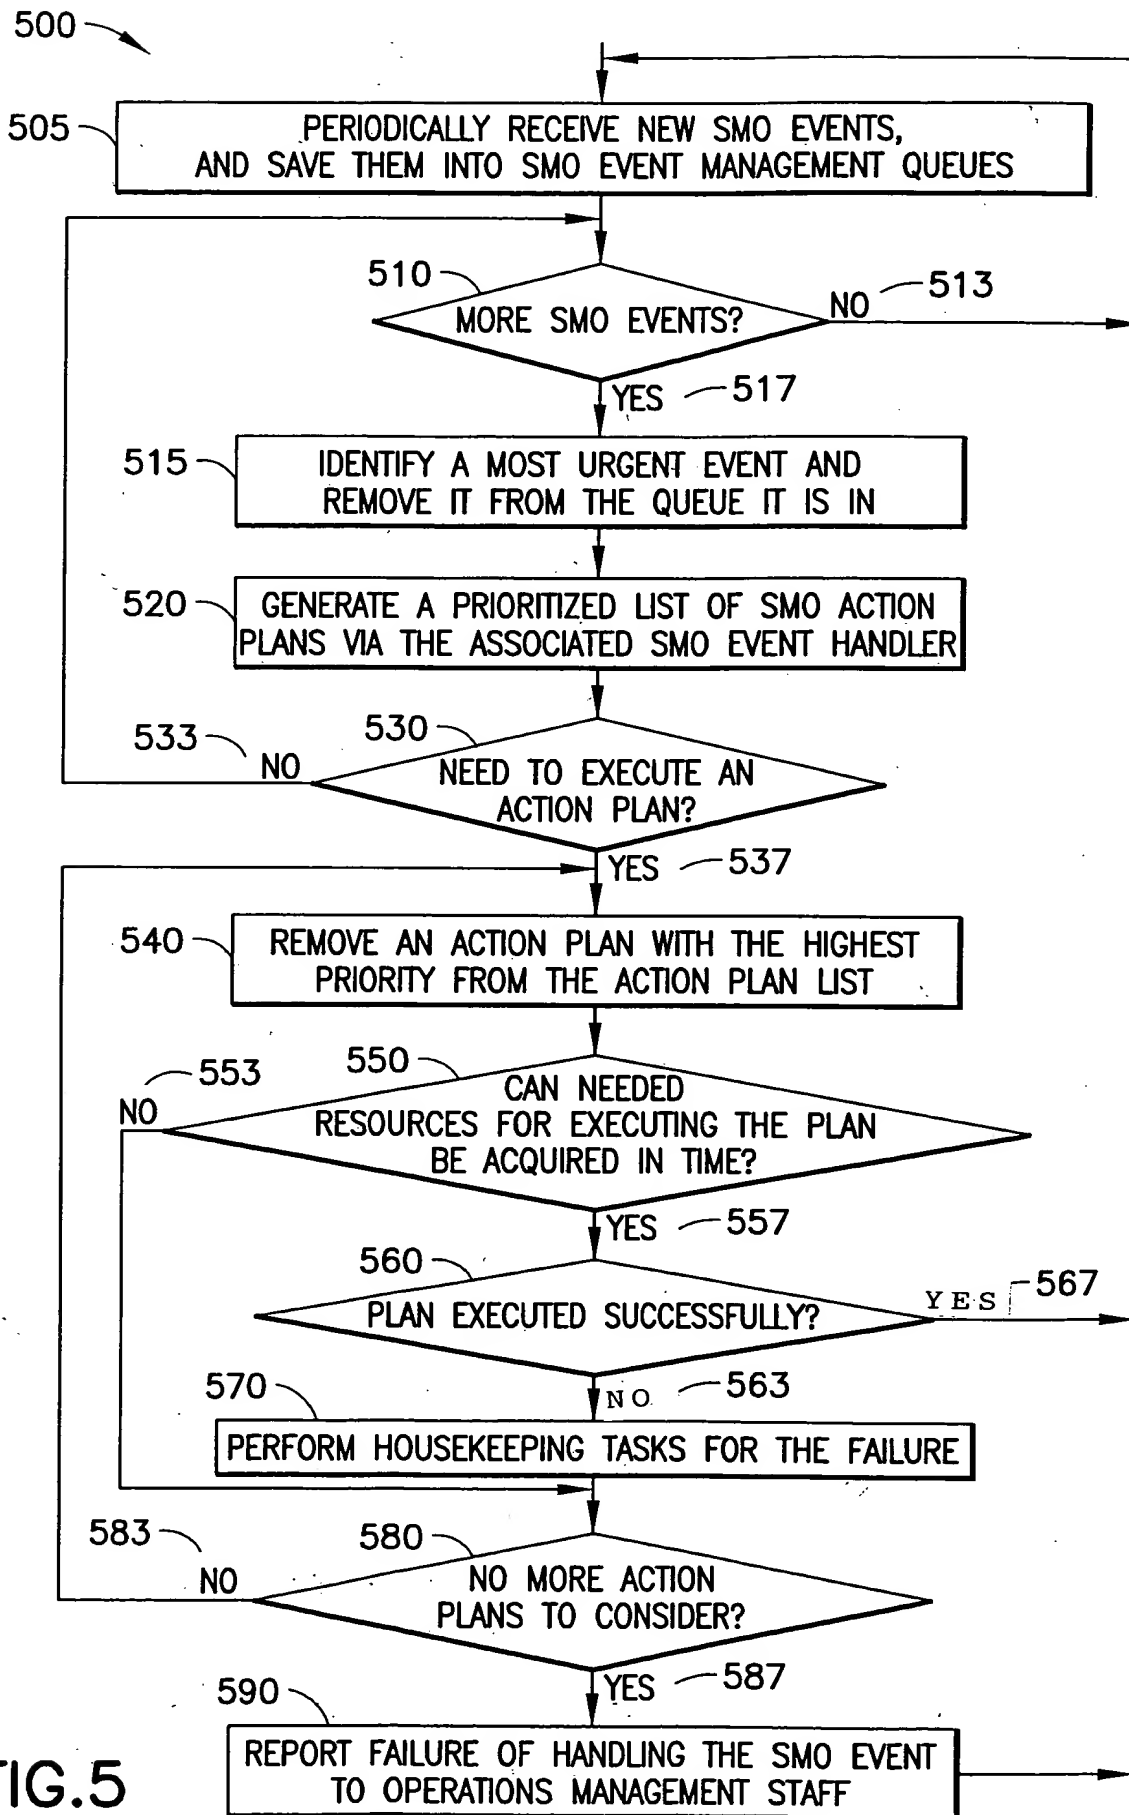 500
505
PERIODICALLY RECEIVE NEW SMO EVENTS,
AND SAVE THEM INTO SMO EVENT MANAGEMENT QUEUES
510
MORE SMO EVENTS?
NO
513
YES
517
515
IDENTIFY A MOST URGENT EVENT AND
REMOVE IT FROM THE QUEUE IT IS IN
520
GENERATE A PRIORITIZED LIST OF SMO ACTION
PLANS VIA THE ASSOCIATED SMO EVENT HANDLER
533
NO
530
NEED TO EXECUTE AN
ACTION PLAN?
YES
537
540
REMOVE AN ACTION PLAN WITH THE HIGHEST
PRIORITY FROM THE ACTION PLAN LIST
553
NO
550
CAN NEEDED
RESOURCES FOR EXECUTING THE PLAN
BE ACQUIRED IN TIME?
YES
557
560
PLAN EXECUTED SUCCESSFULLY?
YES
567
NO
563
570
PERFORM HOUSEKEEPING TASKS FOR THE FAILURE
583
NO
580
NO MORE ACTION
PLANS TO CONSIDER?
YES
587
590
REPORT FAILURE OF HANDLING THE SMO EVENT
TO OPERATIONS MANAGEMENT STAFF
IG.5